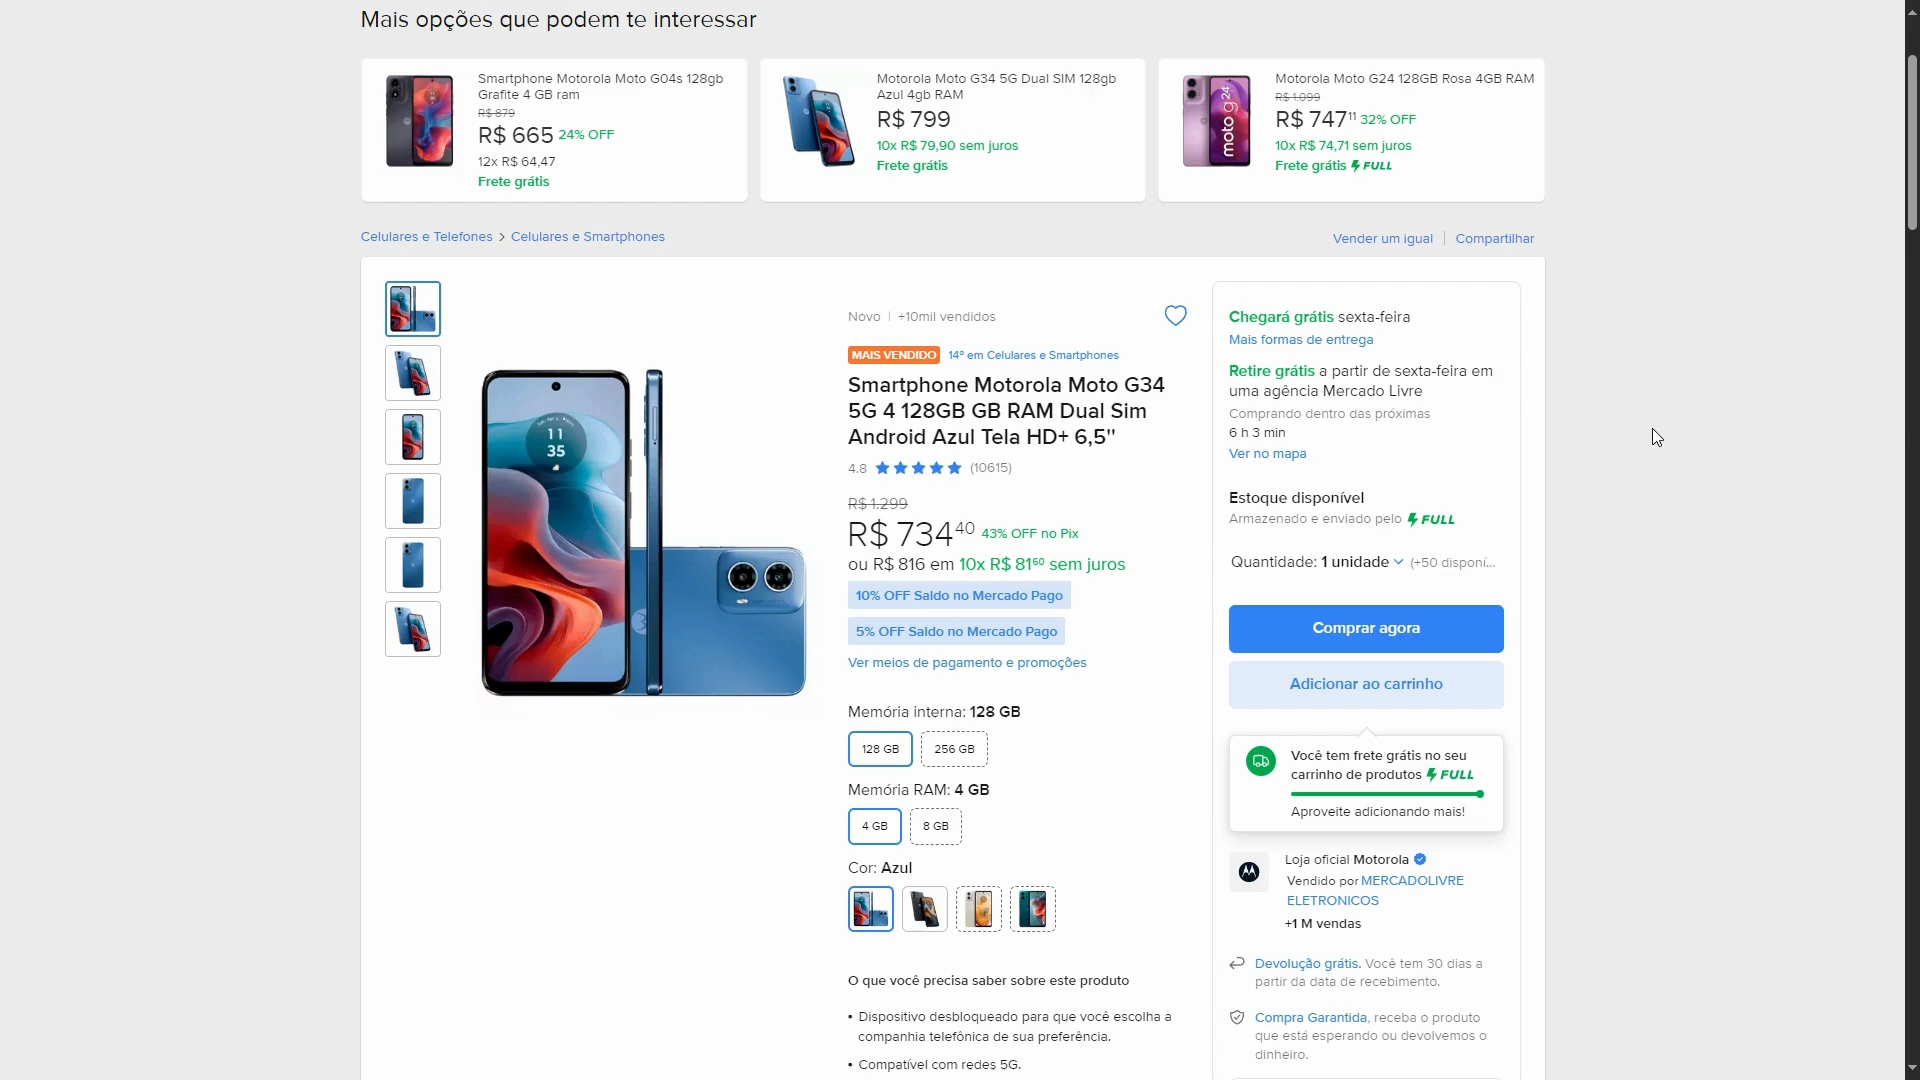 Mais opções que podem te interessar
Smartphone Motorola Moto G04s 128gb
Grafite 4 GB ram
R$ 879
R$ 665 24% OFF
12x R$ 64,47
Frete grátis
Motorola Moto G34 5G Dual SIM 128gb
Azul 4gb RAM
R$ 799
10x R$ 79,90 sem juros
Frete grátis
moto g24
Motorola Moto G24 128GB Rosa 4GB RAM
R$ 1.099
R$ 747 11 32% OFF
10x R$ 74,71 sem juros
Frete grátis FULL
Celulares e Telefones > Celulares e Smartphones
Vender um igual | Compartilhar
Novo | +10mil vendidos
MAIS VENDIDO 14º em Celulares e Smartphones
Smartphone Motorola Moto G34
5G 4 128GB GB RAM Dual Sim
Android Azul Tela HD+ 6,5''
4.8 (10615)
R$ 1.299
R$ 734 40 43% OFF no Pix
ou R$ 816 em 10x R$ 81 60 sem juros
10% OFF Saldo no Mercado Pago
5% OFF Saldo no Mercado Pago
Ver meios de pagamento e promoções
11
35
Memória interna: 128 GB
128 GB
256 GB
Memória RAM: 4 GB
4 GB
8 GB
Cor: Azul
O que você precisa saber sobre este produto
• Dispositivo desbloqueado para que você escolha a
companhia telefônica de sua preferência.
• Compatível com redes 5G.
Chegará grátis sexta-feira
Mais formas de entrega
Retire grátis a partir de sexta-feira em
uma agência Mercado Livre
Comprando dentro das próximas
6 h 3 min
Ver no mapa
Estoque disponível
Armazenado e enviado pelo FULL
Quantidade: 1 unidade (+50 disponí...
Comprar agora
Adicionar ao carrinho
Você tem frete grátis no seu
carrinho de produtos FULL
Aproveite adicionando mais!
Loja oficial Motorola
Vendido por MERCADOLIVRE
ELETRONICOS
+1 M vendas
Devolução grátis. Você tem 30 dias a
partir da data de recebimento.
Compra Garantida, receba o produto
que está esperando ou devolvemos o
dinheiro.